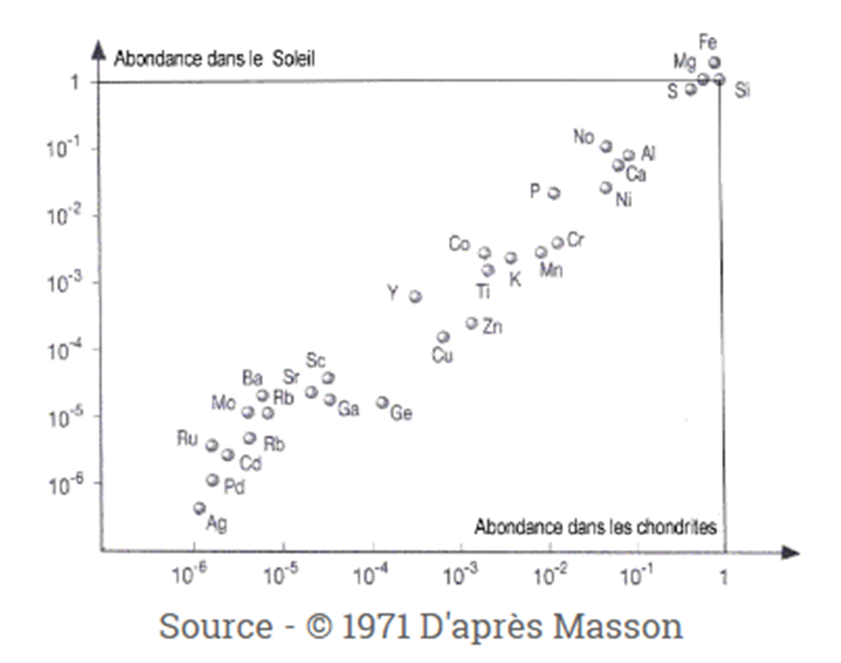 Fe
Abondance dans le Soleil
Mg
1
S
Si
No
10-1
Al
Ca
P
Ni
10-2
Co
Cr
Mn
K
10-3
Ti
Y
Zn
10-4
Cu
Sc
Ba
Sr
Rb
Mo
Ga
Ge
10-5
Ru
Rb
Cd
10-6
Pd
Ag
Abondance dans les chondrites
10-6 10-5 10-4 10-3 10-2 10-1 1
Source - © 1971 D'après Masson